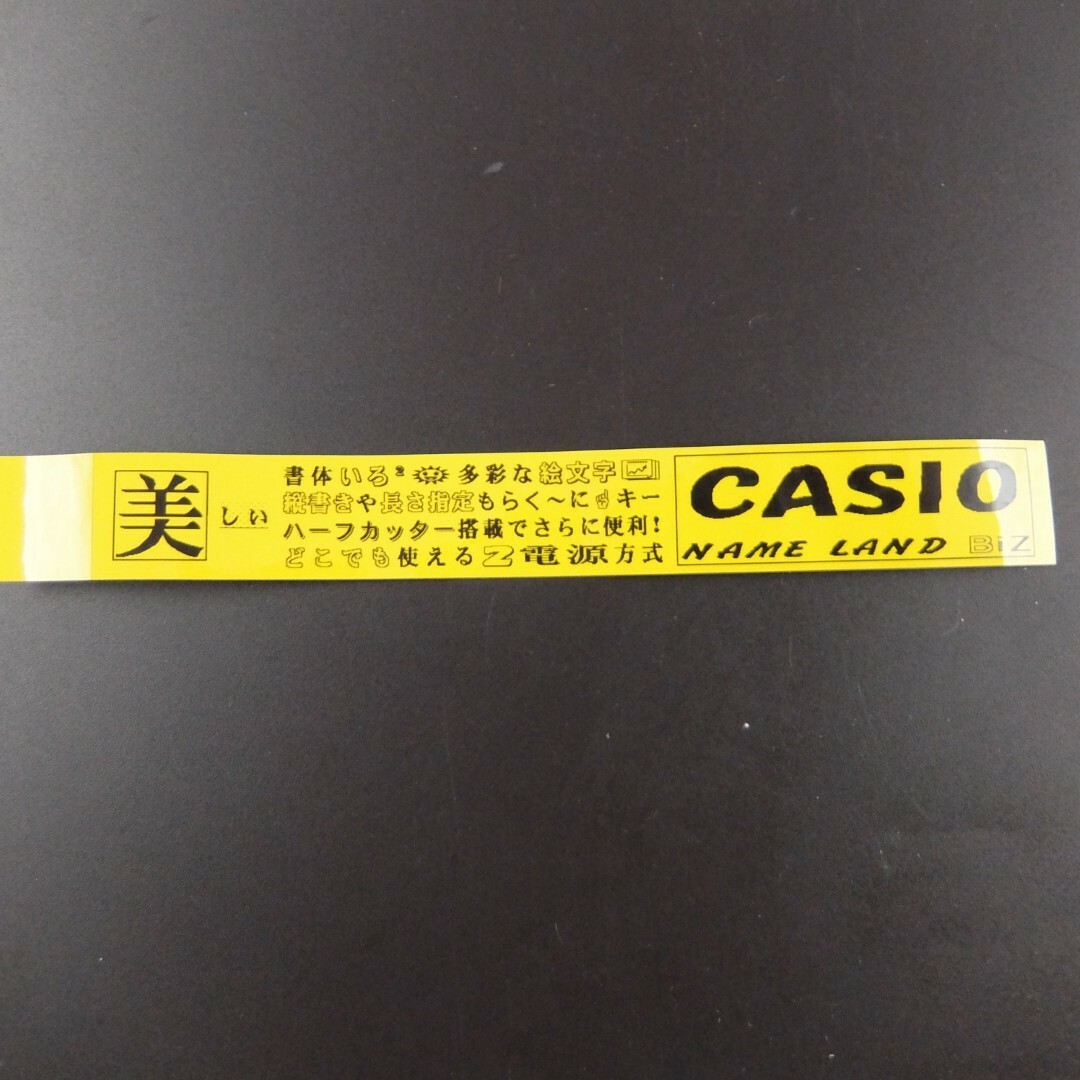 美しい
書体いろ²多彩な絵文字
縦書きや長さ指定もらく～にキー
ハーフカッター搭載でさらに便利!
どこでも使える2電源方式
CASIO
NAME LAND BiZ